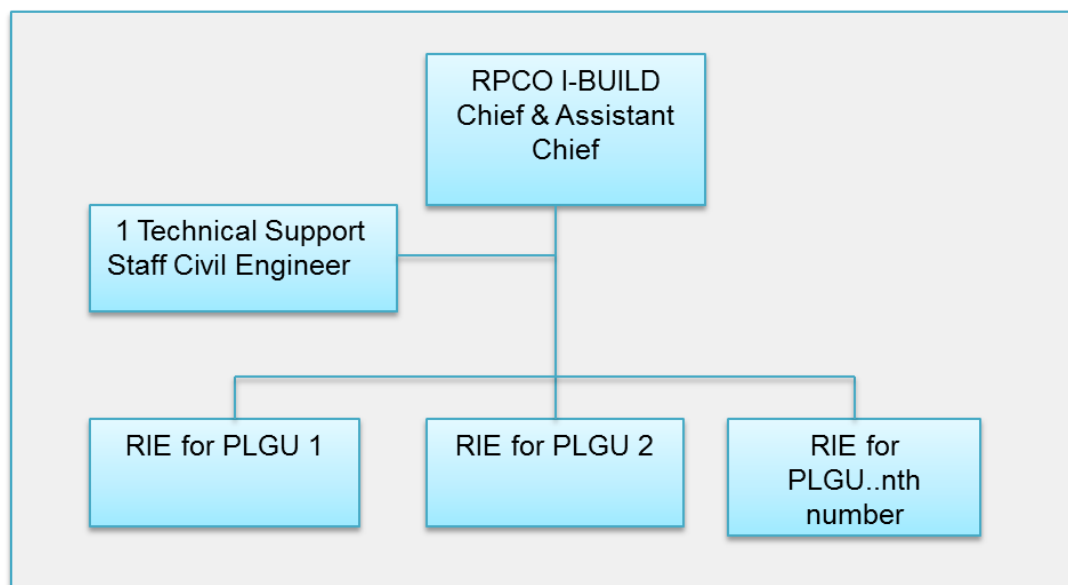 RPCO I-BUILD
Chief & Assistant
Chief
1 Technical Support
Staff Civil Engineer
RIE for PLGU 1
RIE for PLGU 2
RIE for
PLGU..nth
number